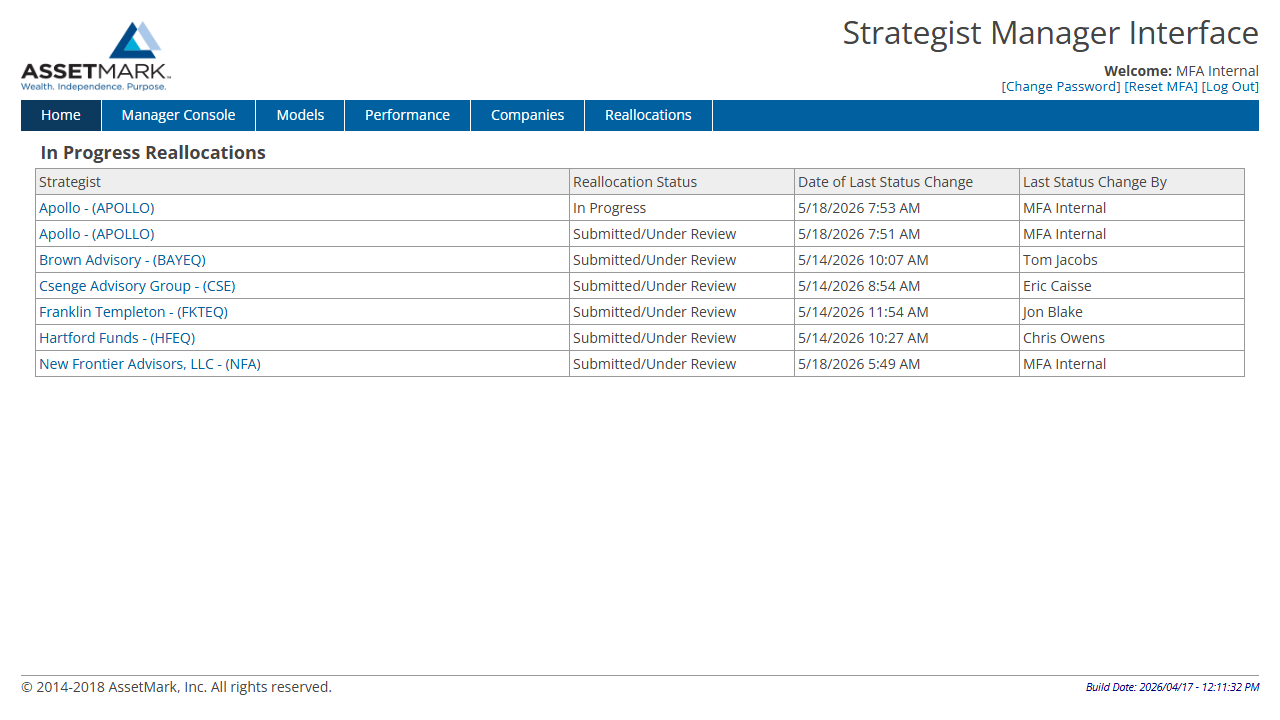 ASSETMARK™
Wealth. Independence. Purpose.
Strategist Manager Interface
Welcome: MFA Internal
[Change Password] [Reset MFA] [Log Out]
Home Manager Console Models Performance Companies Reallocations
In Progress Reallocations
Strategist Reallocation Status Date of Last Status Change Last Status Change By
Apollo - (APOLLO) In Progress 5/18/2026 7:53 AM MFA Internal
Apollo - (APOLLO) Submitted/Under Review 5/18/2026 7:51 AM MFA Internal
Brown Advisory - (BAYEQ) Submitted/Under Review 5/14/2026 10:07 AM Tom Jacobs
Csenge Advisory Group - (CSE) Submitted/Under Review 5/14/2026 8:54 AM Eric Caisse
Franklin Templeton - (FKTEQ) Submitted/Under Review 5/14/2026 11:54 AM Jon Blake
Hartford Funds - (HFEQ) Submitted/Under Review 5/14/2026 10:27 AM Chris Owens
New Frontier Advisors, LLC - (NFA) Submitted/Under Review 5/18/2026 5:49 AM MFA Internal
© 2014-2018 AssetMark, Inc. All rights reserved.
Build Date: 2026/04/17 - 12:11:32 PM